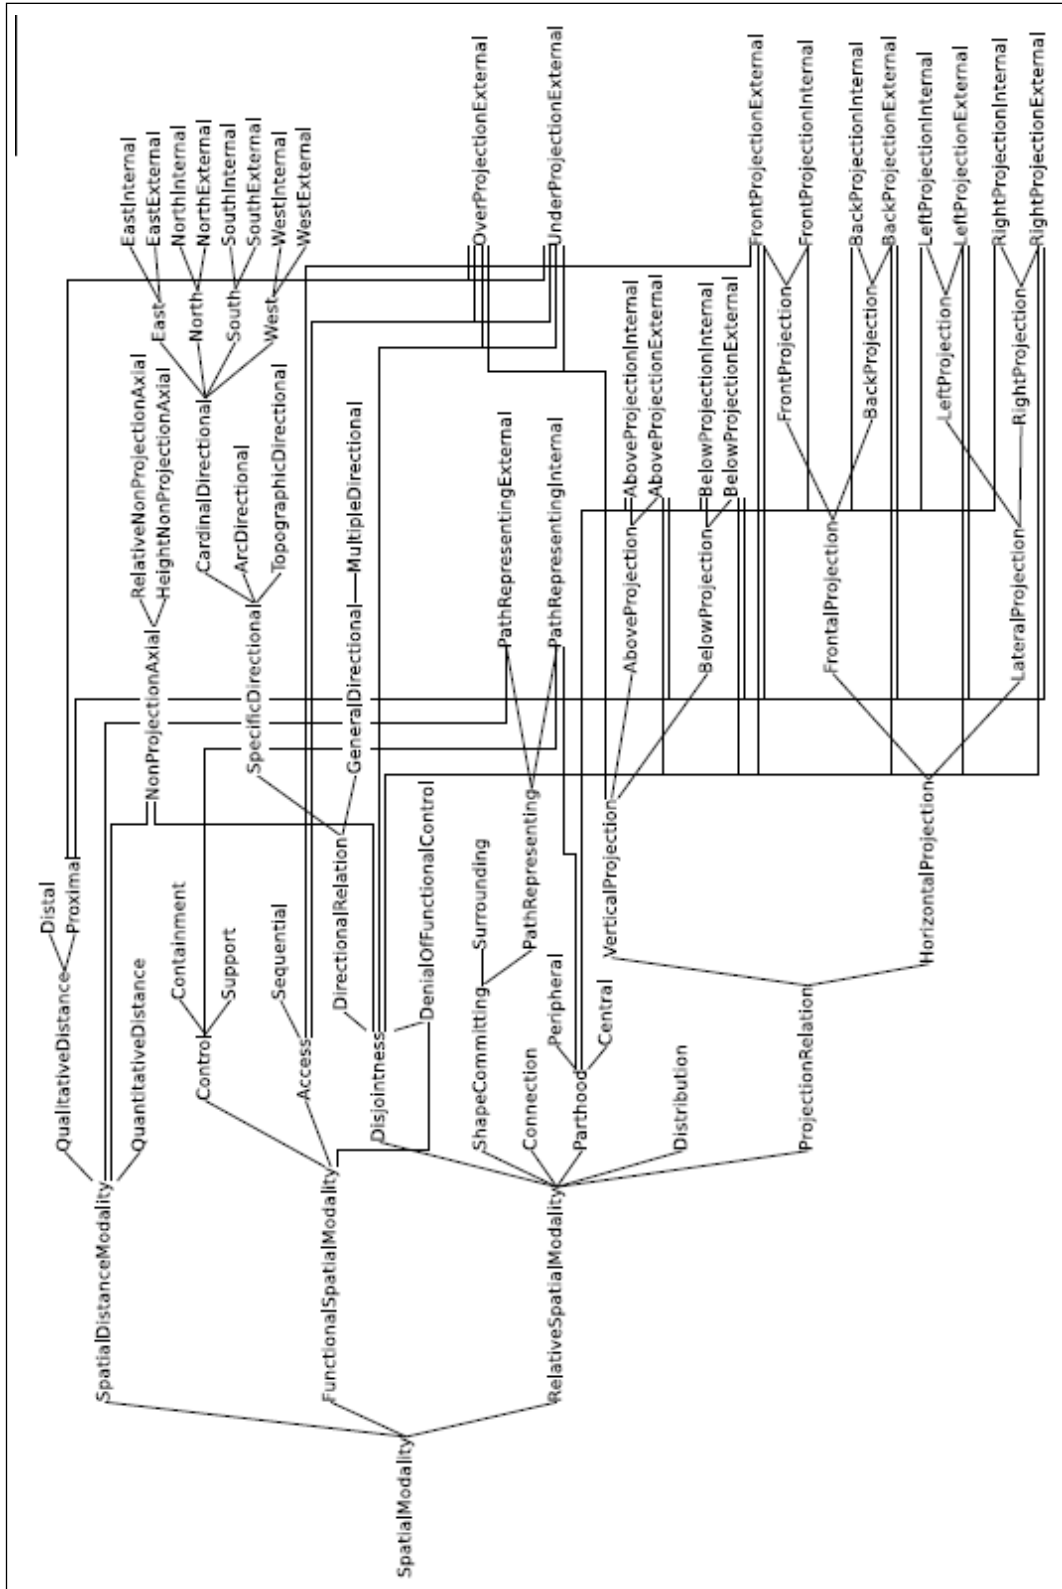 SpatialModality
SpatialDistanceModality
FunctionalSpatialModality
RelativeSpatialModality
QualitativeDistance
QuantitativeDistance
Control
Access
Disjointness
ShapeCommitting
Connection
Parthood
Distribution
ProjectionRelation
Distal
Proximal
Containment
Support
Sequential
DirectionalRelation
DenialOfFunctionalControl
Surrounding
PathRepresenting
Peripheral
Central
VerticalProjection
HorizontalProjection
NonProjectionAxial
SpecificDirectional
GeneralDirectional
PathRepresentingExternal
PathRepresentingInternal
AboveProjection
BelowProjection
FrontalProjection
LateralProjection
RelativeNonProjectionAxial
HeightNonProjectionAxial
CardinalDirectional
ArcDirectional
TopographicDirectional
MultipleDirectional
AboveProjectionInternal
AboveProjectionExternal
BelowProjectionInternal
BelowProjectionExternal
FrontProjection
BackProjection
LeftProjection
RightProjection
East
North
South
West
EastInternal
EastExternal
NorthInternal
NorthExternal
SouthInternal
SouthExternal
WestInternal
WestExternal
OverProjectionExternal
UnderProjectionExternal
FrontProjectionExternal
FrontProjectionInternal
BackProjectionInternal
BackProjectionExternal
LeftProjectionInternal
LeftProjectionExternal
RightProjectionInternal
RightProjectionExternal